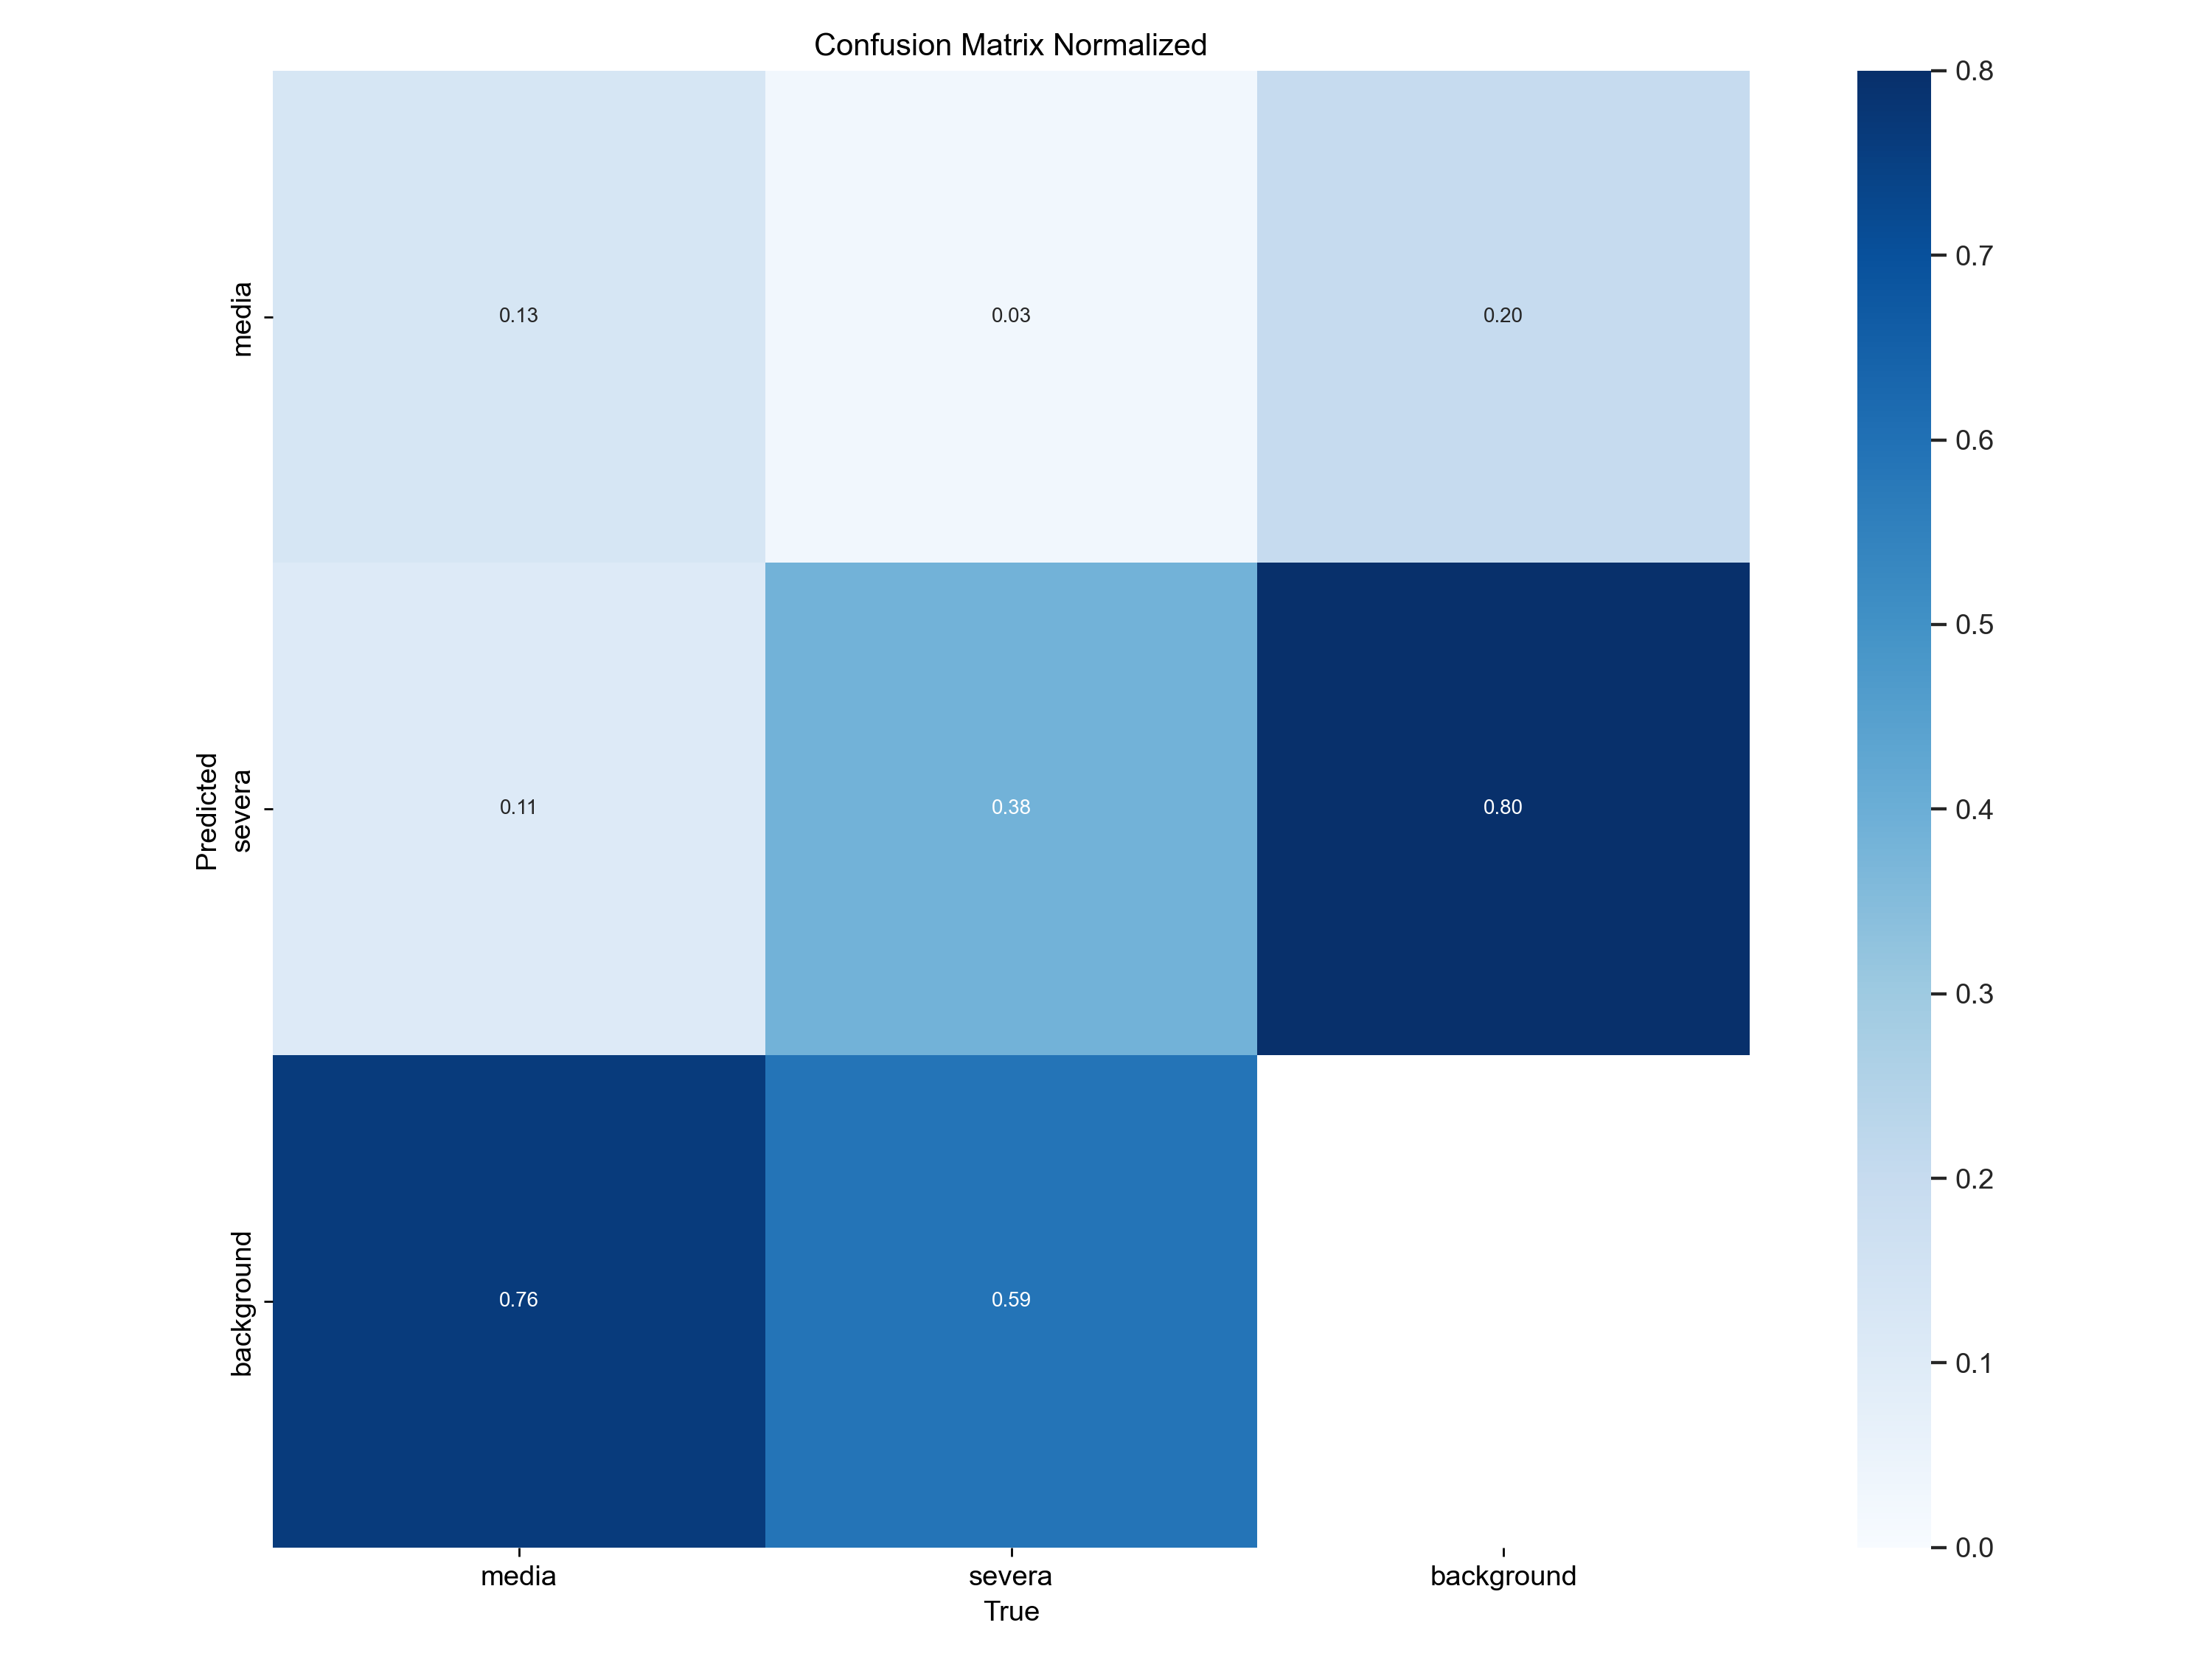 Confusion Matrix Normalized
Predicted
media
0.13 0.03 0.20
severa
0.11 0.38 0.80
background
0.76 0.59
media severa background
True
0.8
0.7
0.6
0.5
0.4
0.3
0.2
0.1
0.0